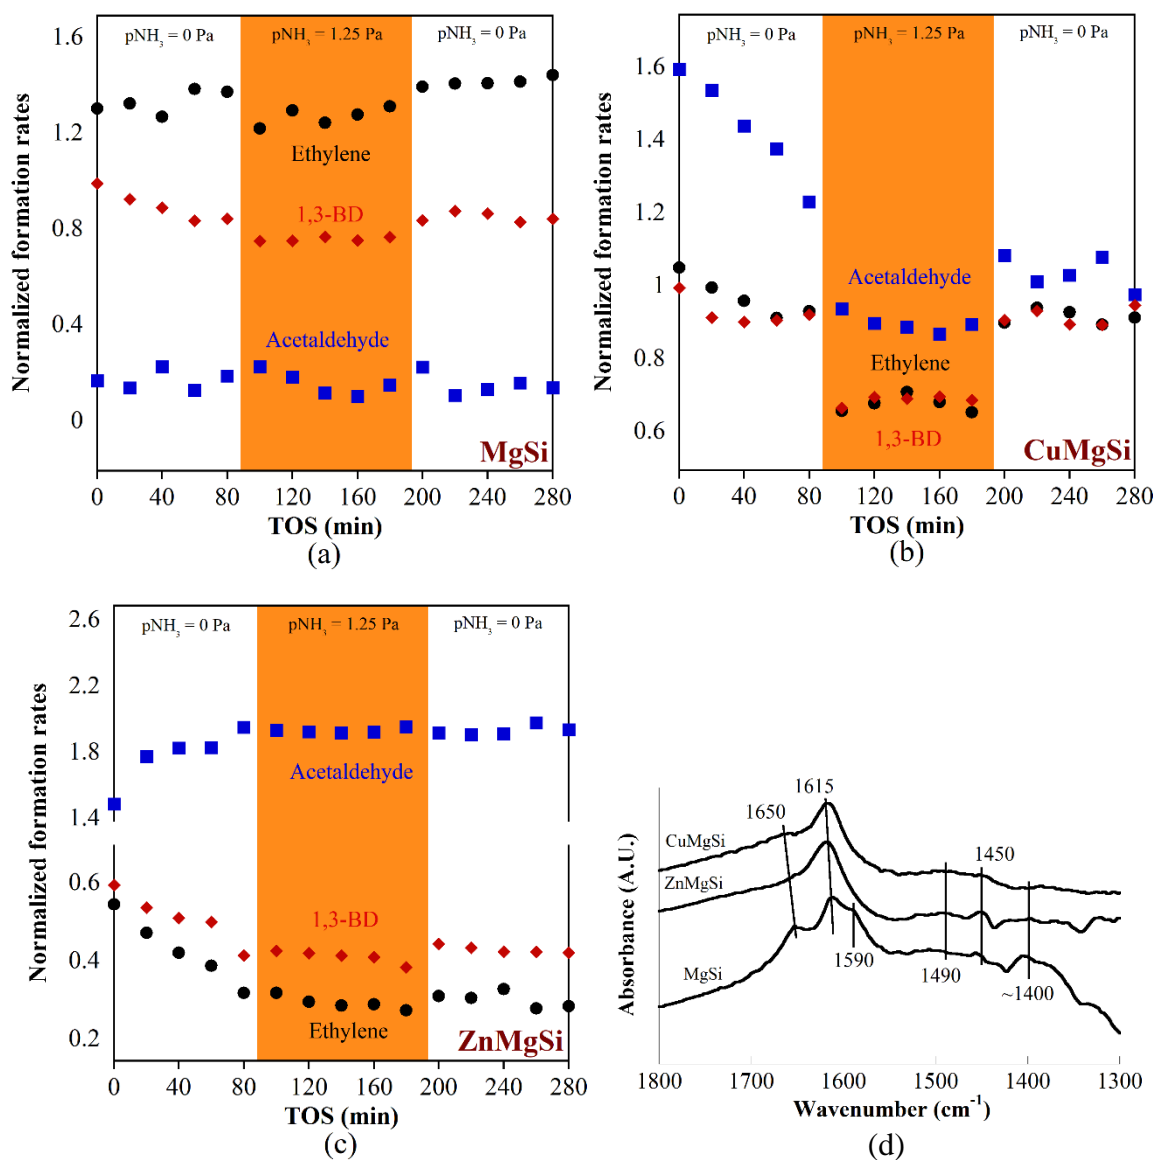 pNH₃ = 0 Pa
pNH₃ = 1.25 Pa
pNH₃ = 0 Pa
Normalized formation rates
1.6
1.2
0.8
0.4
0
Ethylene
1,3-BD
Acetaldehyde
MgSi
0 40 80 120 160 200 240 280
TOS (min)
(a)
pNH₃ = 0 Pa
pNH₃ = 1.25 Pa
pNH₃ = 0 Pa
Normalized formation rates
1.6
1.4
1.2
1
0.8
0.6
Acetaldehyde
Ethylene
1,3-BD
CuMgSi
0 40 80 120 160 200 240 280
TOS (min)
(b)
pNH₃ = 0 Pa
pNH₃ = 1.25 Pa
pNH₃ = 0 Pa
Normalized formation rates
2.6
2.2
1.8
1.4
0.6
0.4
0.2
Acetaldehyde
1,3-BD
Ethylene
ZnMgSi
0 40 80 120 160 200 240 280
TOS (min)
(c)
Absorbance (A.U.)
1650
1615
CuMgSi
1450
ZnMgSi
MgSi
1590
1490
~1400
1800 1700 1600 1500 1400 1300
Wavenumber (cm⁻¹)
(d)